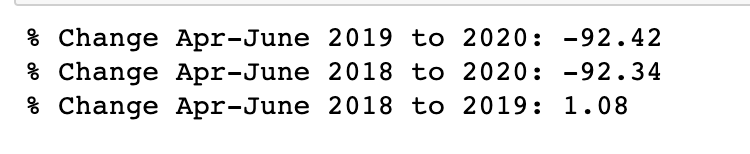 % Change Apr-June 2019 to 2020: -92.42
% Change Apr-June 2018 to 2020: -92.34
% Change Apr-June 2018 to 2019: 1.08